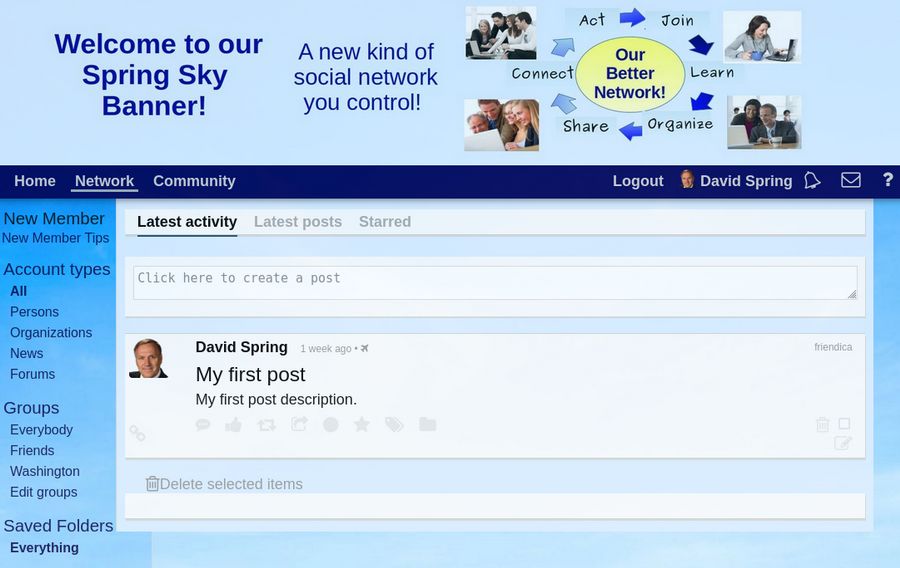 Welcome to our
Spring Sky
Banner!
A new kind of
social network
you control!
Act
Join
Connect
Our
Better
Network!
Learn
Share
Organize
Home
Network
Community
Logout
David Spring
?
New Member
New Member Tips
Account types
All
Persons
Organizations
News
Forums
Groups
Everybody
Friends
Washington
Edit groups
Saved Folders
Everything
Latest activity
Latest posts
Starred
Click here to create a post
David Spring
1 week ago •
friendica
My first post
My first post description.
Delete selected items